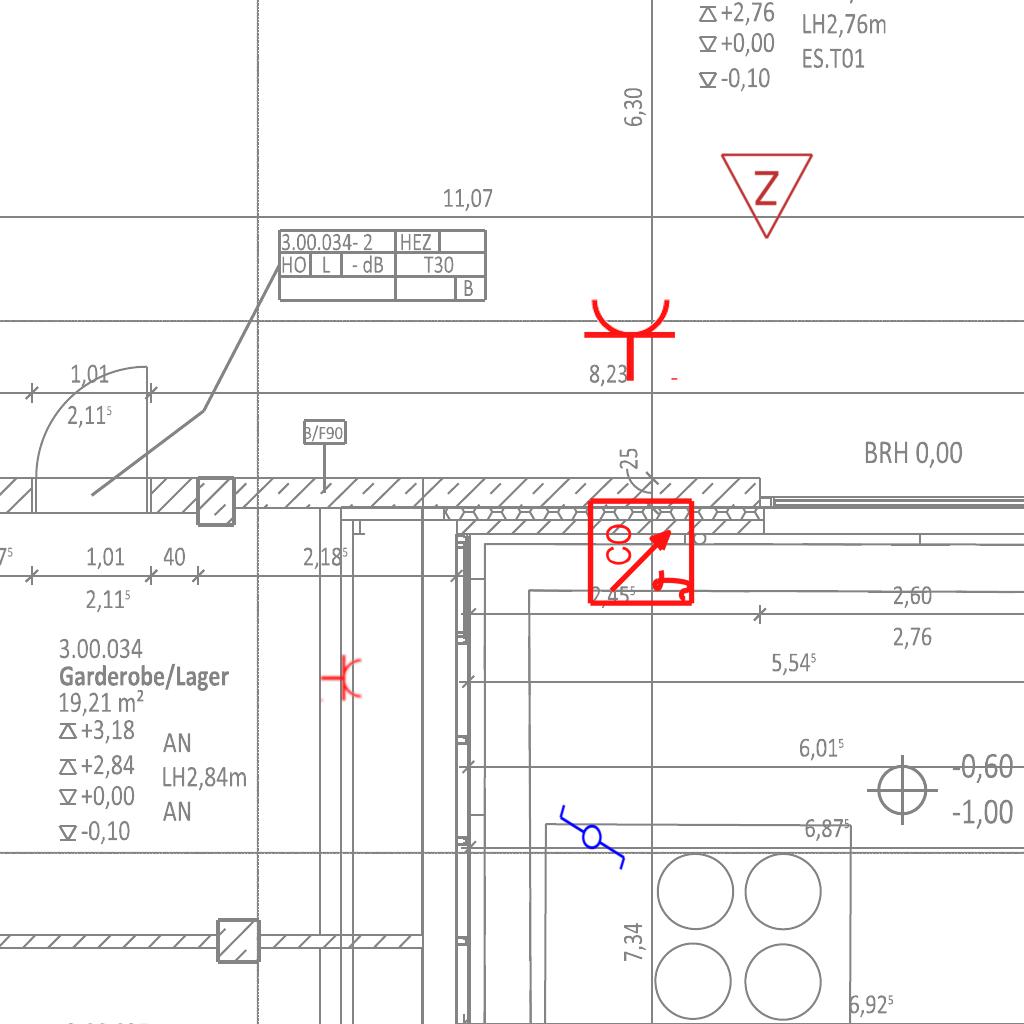 +2,76
LH2,76m
+0,00
ES.T01
-0,10
6,30
Z
11,07
3.00.034- 2 HEZ
HO L - dB T30
B
8,23
1,01
2,11⁵
B/F90
25
BRH 0,00
CO
7⁵ 1,01 40 2,18⁵
2,11⁵
2,45⁵
2,60
2,76
3.00.034
Garderobe/Lager
19,21 m²
+3,18
AN
+2,84
LH2,84m
+0,00
AN
-0,10
5,54⁵
6,01⁵
-0,60
-1,00
6,87⁵
7,34
6,92⁵